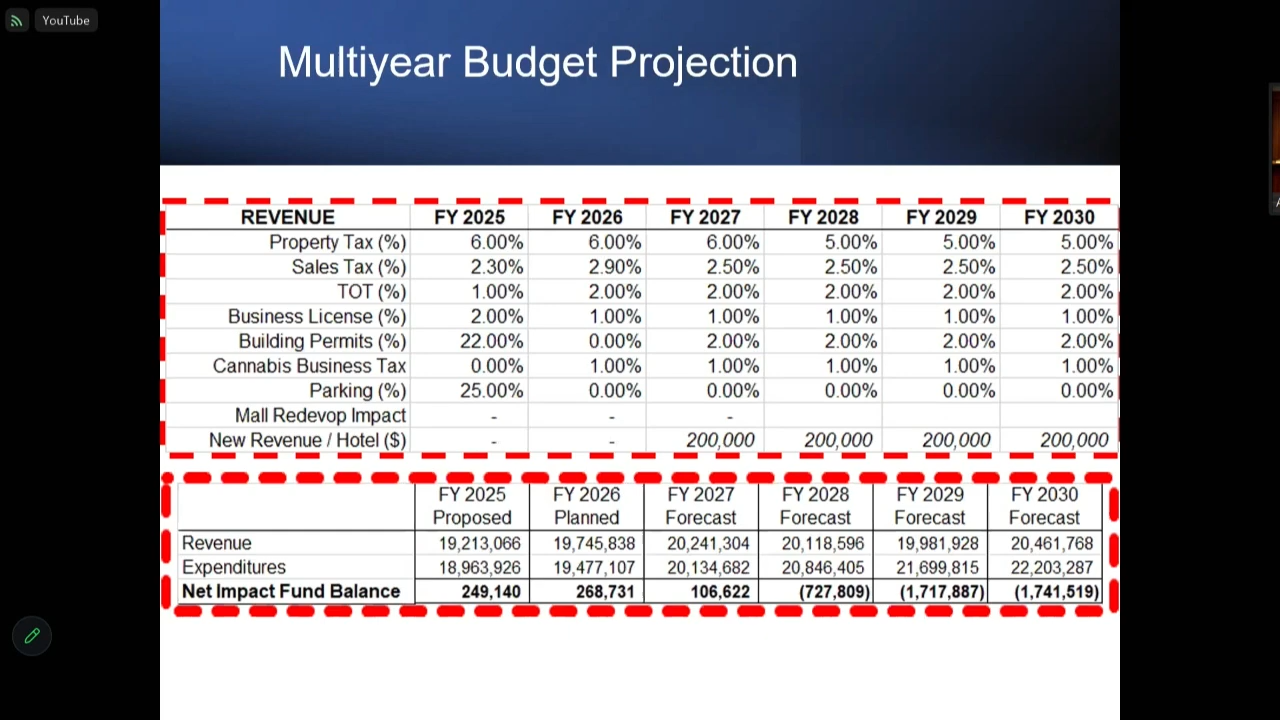 YouTube
Multiyear Budget Projection
REVENUE FY 2025 FY 2026 FY 2027 FY 2028 FY 2029 FY 2030
Property Tax (%) 6.00% 6.00% 6.00% 5.00% 5.00% 5.00%
Sales Tax (%) 2.30% 2.90% 2.50% 2.50% 2.50% 2.50%
TOT (%) 1.00% 2.00% 2.00% 2.00% 2.00% 2.00%
Business License (%) 2.00% 1.00% 1.00% 1.00% 1.00% 1.00%
Building Permits (%) 22.00% 0.00% 2.00% 2.00% 2.00% 2.00%
Cannabis Business Tax 0.00% 1.00% 1.00% 1.00% 1.00% 1.00%
Parking (%) 25.00% 0.00% 0.00% 0.00% 0.00% 0.00%
Mall Redevop Impact - - -
New Revenue / Hotel ($) - - 200,000 200,000 200,000 200,000
FY 2025 FY 2026 FY 2027 FY 2028 FY 2029 FY 2030
Proposed Planned Forecast Forecast Forecast Forecast
Revenue 19,213,066 19,745,838 20,241,304 20,118,596 19,981,928 20,461,768
Expenditures 18,963,926 19,477,107 20,134,682 20,846,405 21,699,815 22,203,287
Net Impact Fund Balance 249,140 268,731 106,622 (727,809) (1,717,887) (1,741,519)